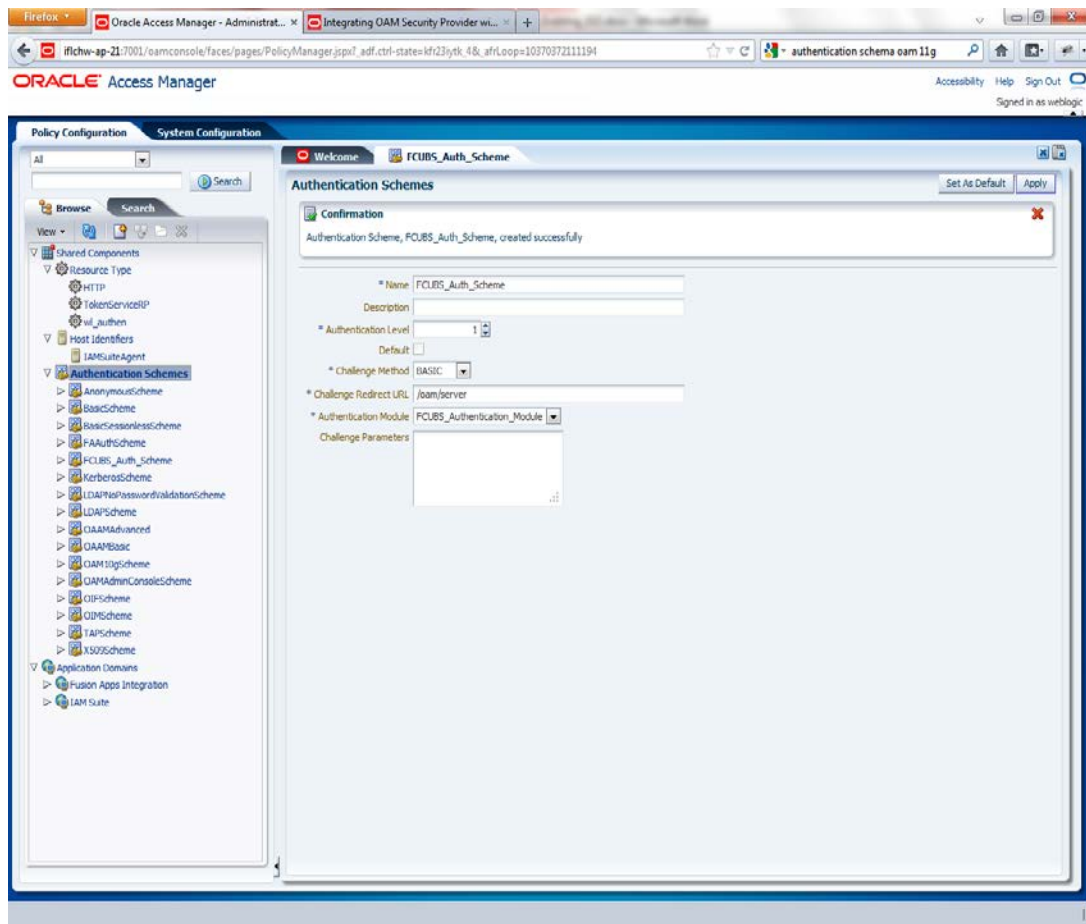 Firefox
Oracle Access Manager - Administrat...
Integrating OAM Security Provider wi...
iflchw-ap-21:7001/oamconsole/faces/pages/PolicyManager.jspx?_adf.ctrl-state=kfr23iytk_4&_afrLoop=10370372111194
authentication schema oam 11g
ORACLE Access Manager
Accessibility Help Sign Out
Signed in as weblogic
Policy Configuration
System Configuration
All
Search
Browse
Search
View
Shared Components
Resource Type
HTTP
TokenServiceRP
wl_authen
Host Identifiers
IAMSuiteAgent
Authentication Schemes
AnonymousScheme
BasicScheme
BasicSessionlessScheme
FAAuthScheme
FCUBS_Auth_Scheme
KerberosScheme
LDAPNoPasswordValidationScheme
LDAPScheme
OAAMAdvanced
OAAMBasic
OAM10gScheme
OAMAdminConsoleScheme
OIFScheme
OIMScheme
TAPScheme
X509Scheme
Application Domains
Fusion Apps Integration
IAM Suite
Welcome
FCUBS_Auth_Scheme
Authentication Schemes
Set As Default
Apply
Confirmation
Authentication Scheme, FCUBS_Auth_Scheme, created successfully
* Name FCUBS_Auth_Scheme
Description
* Authentication Level 1
Default
* Challenge Method BASIC
* Challenge Redirect URL /oam/server
* Authentication Module FCUBS_Authentication_Module
Challenge Parameters